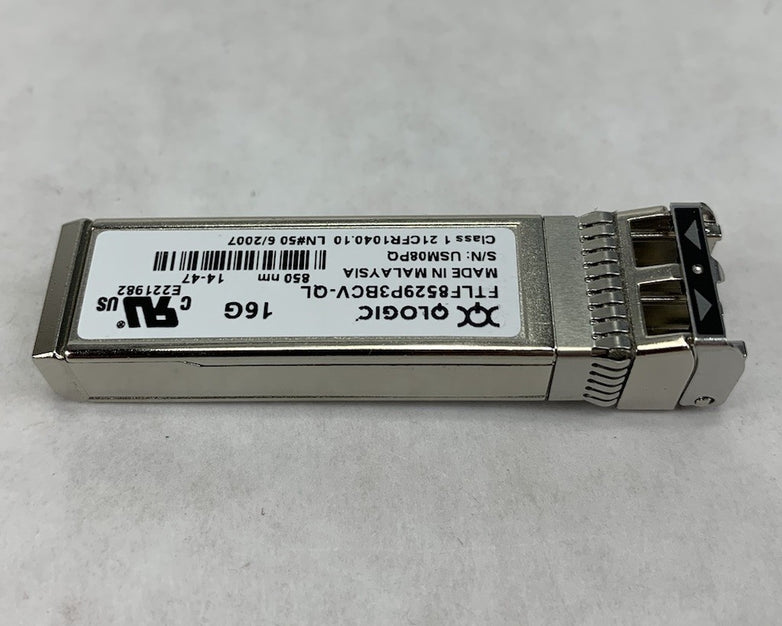 QLOGIC 16G
FTLF8529P3BCV-QL
MADE IN MALAYSIA 850 nm 14-47
S/N: USM08PQ
Class 1 21CFR1040.10 LN#50 6/2007
c RU® US
E221982